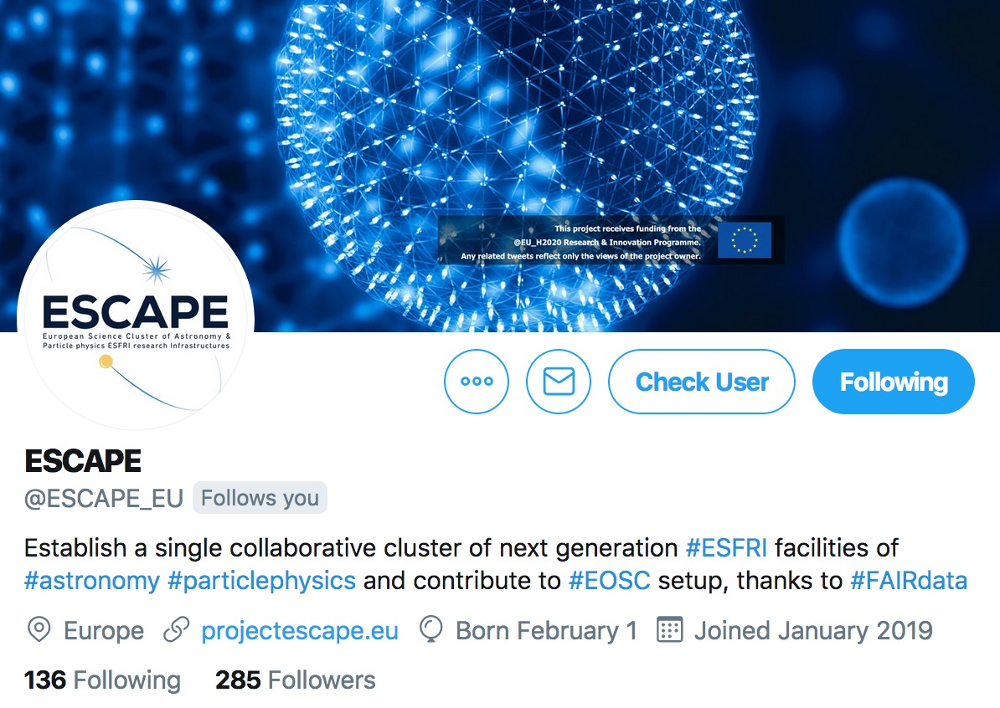 This project receives funding from the
@EU_H2020 Research & Innovation Programme.
Any related tweets reflect only the views of the project owner.
ESCAPE
European Science Cluster of Astronomy &
Particle physics ESFRI research Infrastructures
Check User
Following
ESCAPE
@ESCAPE_EU Follows you
Establish a single collaborative cluster of next generation #ESFRI facilities of
#astronomy #particlephysics and contribute to #EOSC setup, thanks to #FAIRdata
Europe projectescape.eu Born February 1 Joined January 2019
136 Following 285 Followers